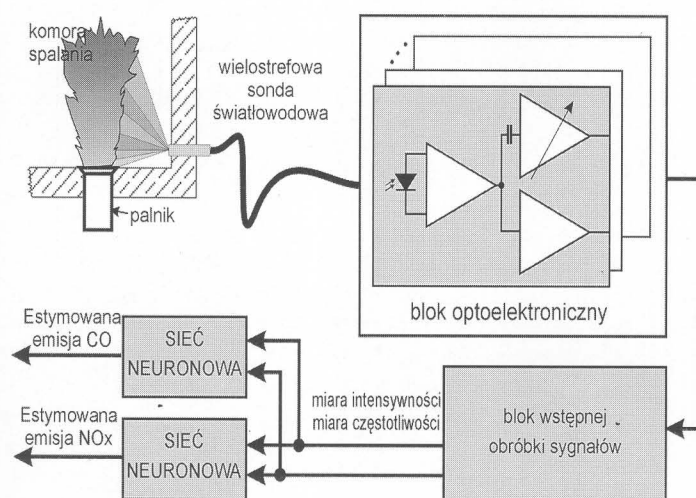 komora
spalania
palnik
wielostrefowa
sonda
światłowodowa
blok optoelektroniczny
Estymowana
emisja CO
SIEĆ
NEURONOWA
Estymowana
emisja NOx
SIEĆ
NEURONOWA
miara intensywności
miara częstotliwości
blok wstępnej
obróbki sygnałów